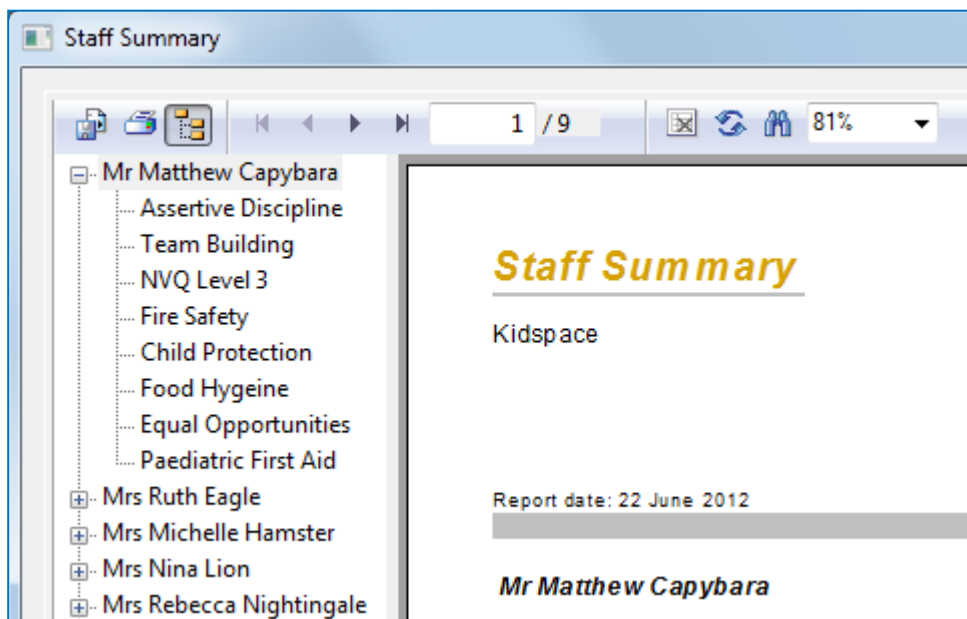 Staff Summary
1 /9
81%
Mr Matthew Capybara
Assertive Discipline
Team Building
NVQ Level 3
Fire Safety
Child Protection
Food Hygeine
Equal Opportunities
Paediatric First Aid
Mrs Ruth Eagle
Mrs Michelle Hamster
Mrs Nina Lion
Mrs Rebecca Nightingale
Staff Summary
Kidspace
Report date: 22 June 2012
Mr Matthew Capybara